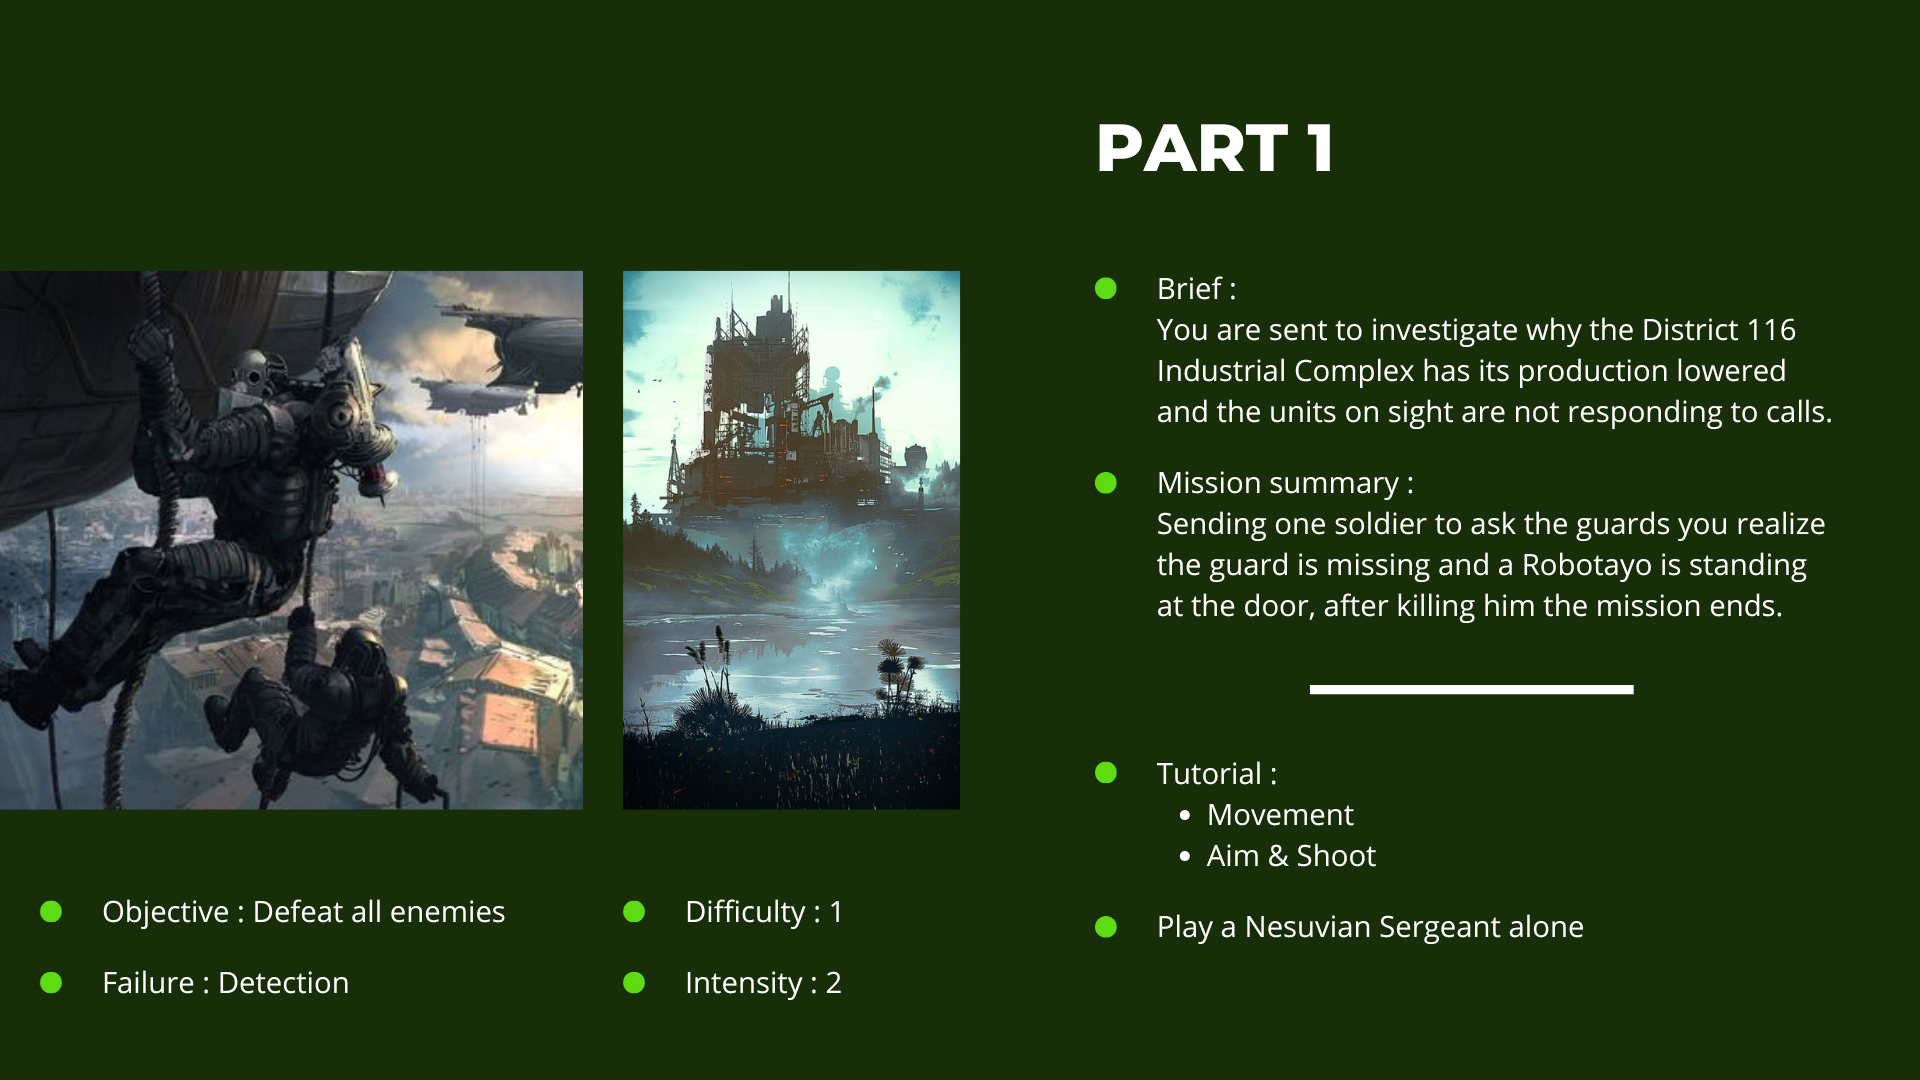 PART 1
Brief :
You are sent to investigate why the District 116
Industrial Complex has its production lowered
and the units on sight are not responding to calls.
Mission summary :
Sending one soldier to ask the guards you realize
the guard is missing and a Robotayo is standing
at the door, after killing him the mission ends.
Tutorial :
Movement
Aim & Shoot
Play a Nesuvian Sergeant alone
Objective : Defeat all enemies
Failure : Detection
Difficulty : 1
Intensity : 2